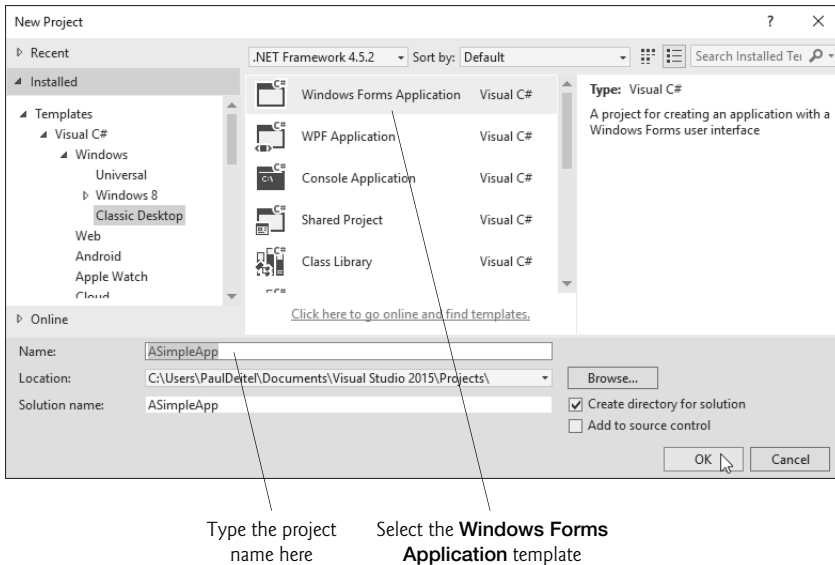 New Project
? ×
Recent
.NET Framework 4.5.2 Sort by: Default
Search Installed Te
Installed
Templates
Visual C#
Windows
Universal
Windows 8
Classic Desktop
Web
Android
Apple Watch
Cloud
Online
Windows Forms Application Visual C#
WPF Application Visual C#
Console Application Visual C#
Shared Project Visual C#
Class Library Visual C#
Click here to go online and find templates.
Type: Visual C#
A project for creating an application with a
Windows Forms user interface
Name: ASimpleApp
Location: C:\Users\PaulDeitel\Documents\Visual Studio 2015\Projects\
Browse...
Solution name: ASimpleApp
Create directory for solution
Add to source control
OK Cancel
Type the project
name here
Select the Windows Forms
Application template